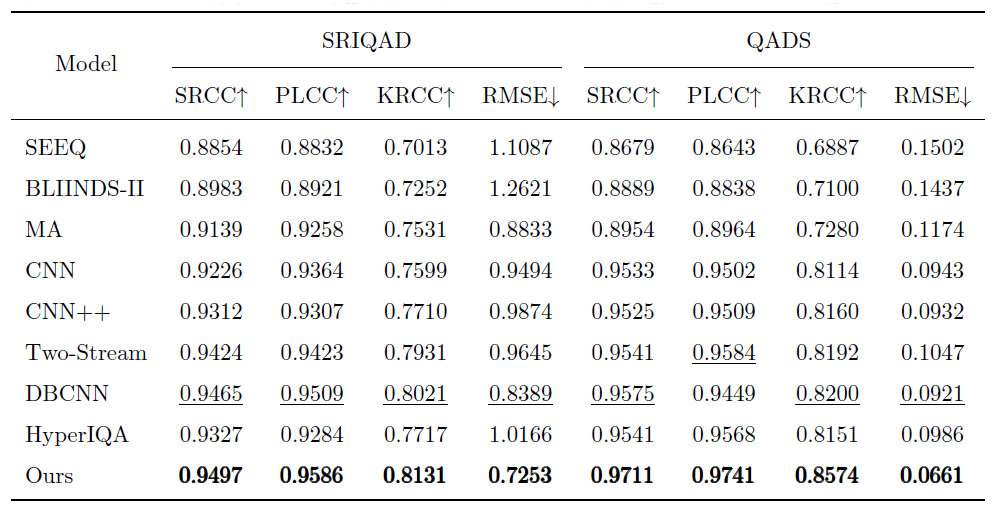 SRIQAD QADS
Model
SRCC↑ PLCC↑ KRCC↑ RMSE↓ SRCC↑ PLCC↑ KRCC↑ RMSE↓
SEEQ 0.8854 0.8832 0.7013 1.1087 0.8679 0.8643 0.6887 0.1502
BLIINDS-II 0.8983 0.8921 0.7252 1.2621 0.8889 0.8838 0.7100 0.1437
MA 0.9139 0.9258 0.7531 0.8833 0.8954 0.8964 0.7280 0.1174
CNN 0.9226 0.9364 0.7599 0.9494 0.9533 0.9502 0.8114 0.0943
CNN++ 0.9312 0.9307 0.7710 0.9874 0.9525 0.9509 0.8160 0.0932
Two-Stream 0.9424 0.9423 0.7931 0.9645 0.9541 0.9584 0.8192 0.1047
DBCNN 0.9465 0.9509 0.8021 0.8389 0.9575 0.9449 0.8200 0.0921
HyperIQA 0.9327 0.9284 0.7717 1.0166 0.9541 0.9568 0.8151 0.0986
Ours 0.9497 0.9586 0.8131 0.7253 0.9711 0.9741 0.8574 0.0661